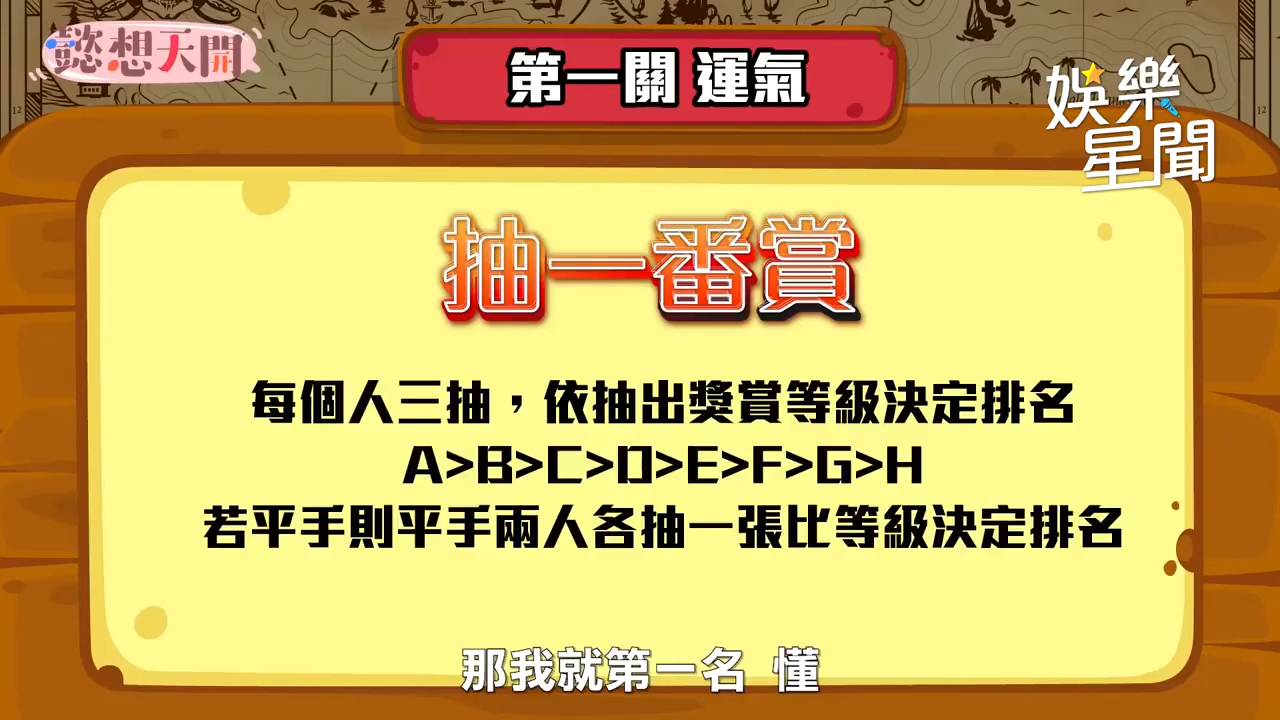 懿想天開
第一關 運氣
娛樂
星聞
抽一番賞
每個人三抽，依抽出獎賞等級決定排名
A>B>C>D>E>F>G>H
若平手則平手兩人各抽一張比等級決定排名
那我就第一名 懂
12
12